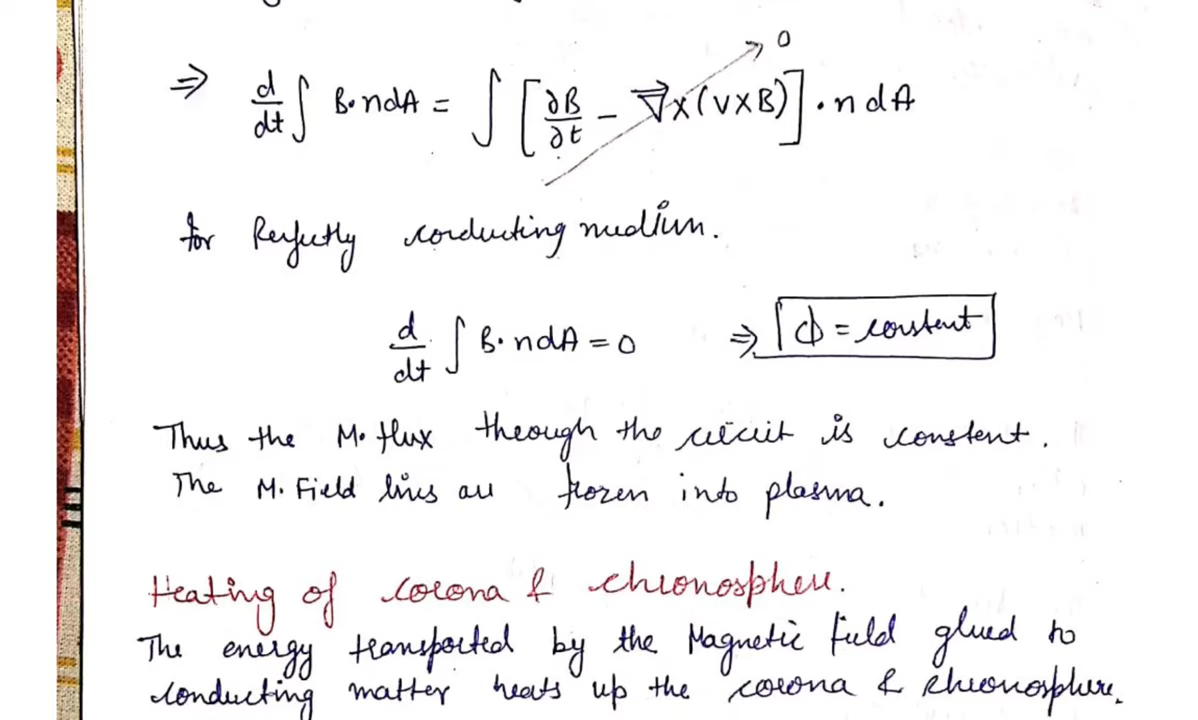 ⇒ d/dt ∫ B·ndA = ∫ [∂B/∂t − ∇⃗×(V×B)]·n dA → 0
for Perfectly conducting medium.
d/dt ∫ B·ndA = 0 ⇒ ϕ = constant
Thus the M. flux through the circuit is constant.
The M. Field lines are frozen into plasma.
Heating of corona & chromosphere.
The energy transported by the Magnetic field glued to
conducting matter heats up the corona & chromosphere.